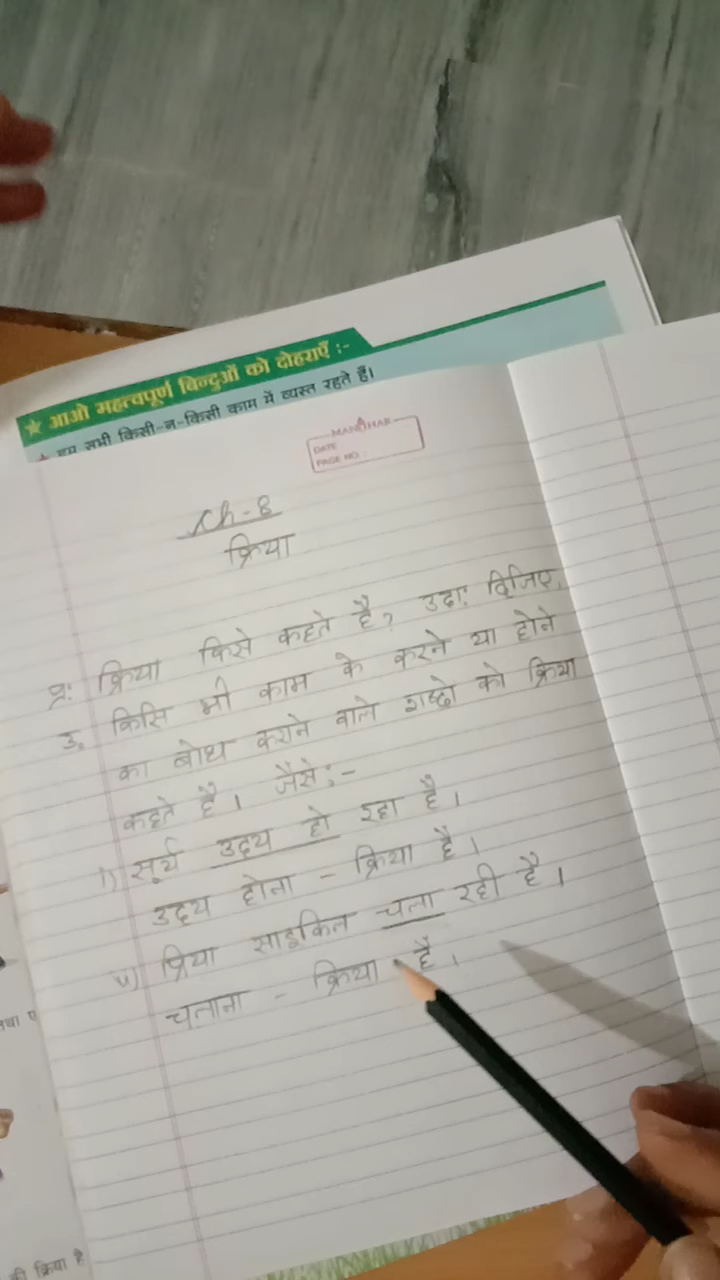 ★ आओ महत्वपूर्ण बिन्दुओं को दोहराएँ :-
हम सभी किसी-न-किसी काम में व्यस्त रहते हैं।
MANOHAR
DATE
PAGE NO.
Ch-8
क्रिया
प्र: क्रिया किसे कहते है? उदाः दिजिए,
उ. किसि भी काम के करने या होने
का बोध कराने वाले शब्दो को क्रिया
कहते है। जैसे:-
i) सूर्य उदय हो रहा है।
उदय होना - क्रिया है।
प्रिया साइकिल चला रही है।
चलाना - क्रिया है।
की क्रिया है